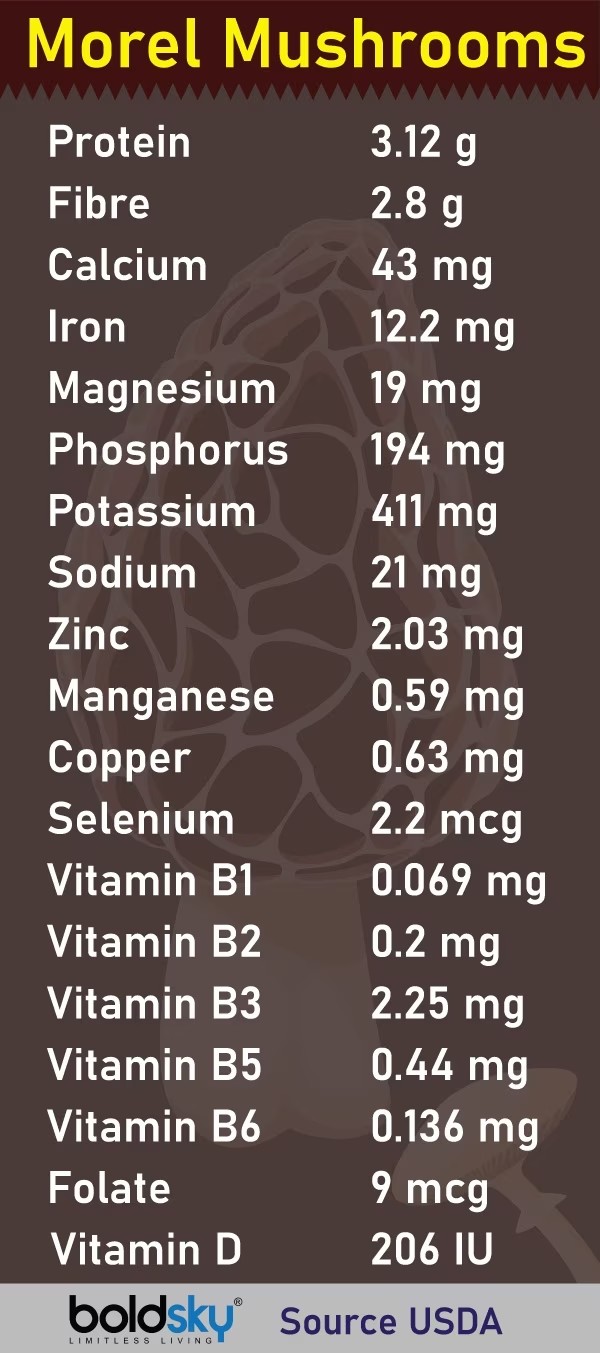 Morel Mushrooms
Protein 3.12 g
Fibre 2.8 g
Calcium 43 mg
Iron 12.2 mg
Magnesium 19 mg
Phosphorus 194 mg
Potassium 411 mg
Sodium 21 mg
Zinc 2.03 mg
Manganese 0.59 mg
Copper 0.63 mg
Selenium 2.2 mcg
Vitamin B1 0.069 mg
Vitamin B2 0.2 mg
Vitamin B3 2.25 mg
Vitamin B5 0.44 mg
Vitamin B6 0.136 mg
Folate 9 mcg
Vitamin D 206 IU
boldsky®
LIMITLESS LIVING
Source USDA